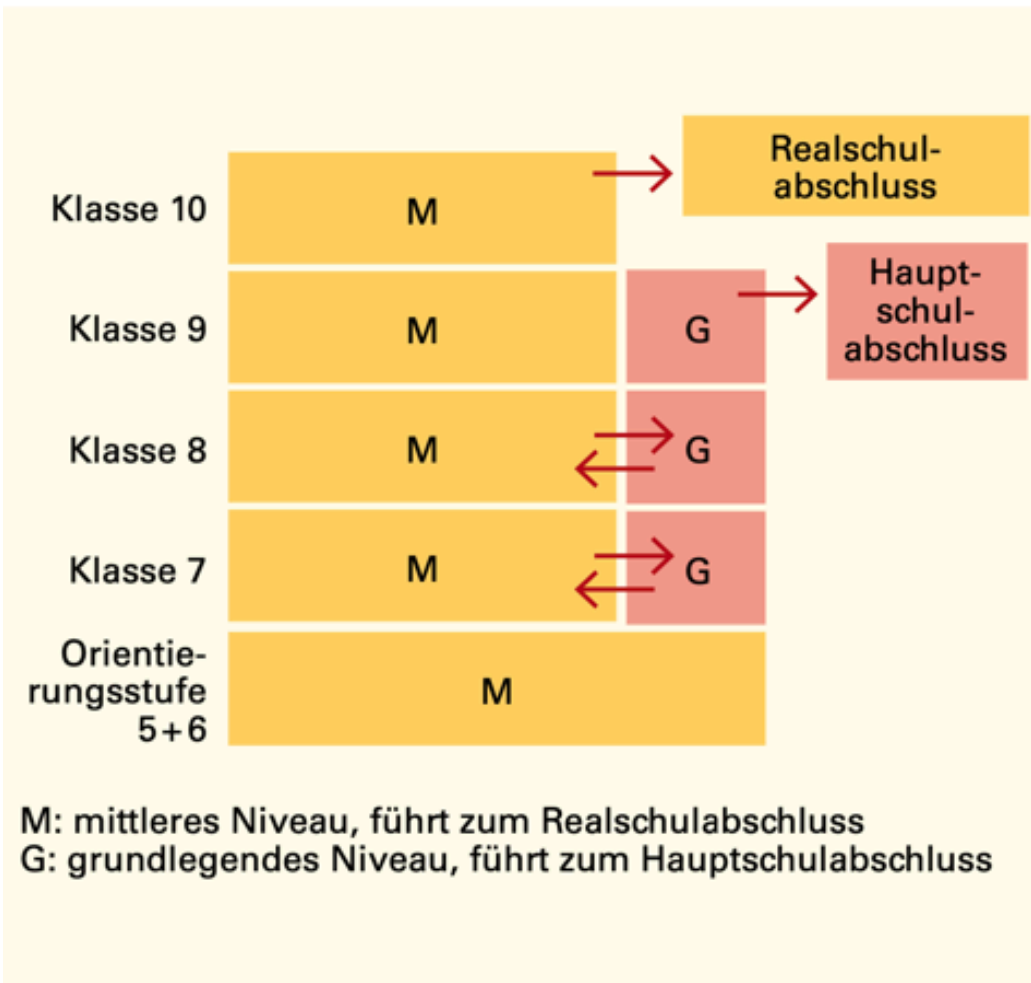 Realschul-
abschluss
Klasse 10
M
Haupt-
schul-
abschluss
Klasse 9
M
G
Klasse 8
M
G
Klasse 7
M
G
Orientie-
rungsstufe
5+6
M
M: mittleres Niveau, führt zum Realschulabschluss
G: grundlegendes Niveau, führt zum Hauptschulabschluss